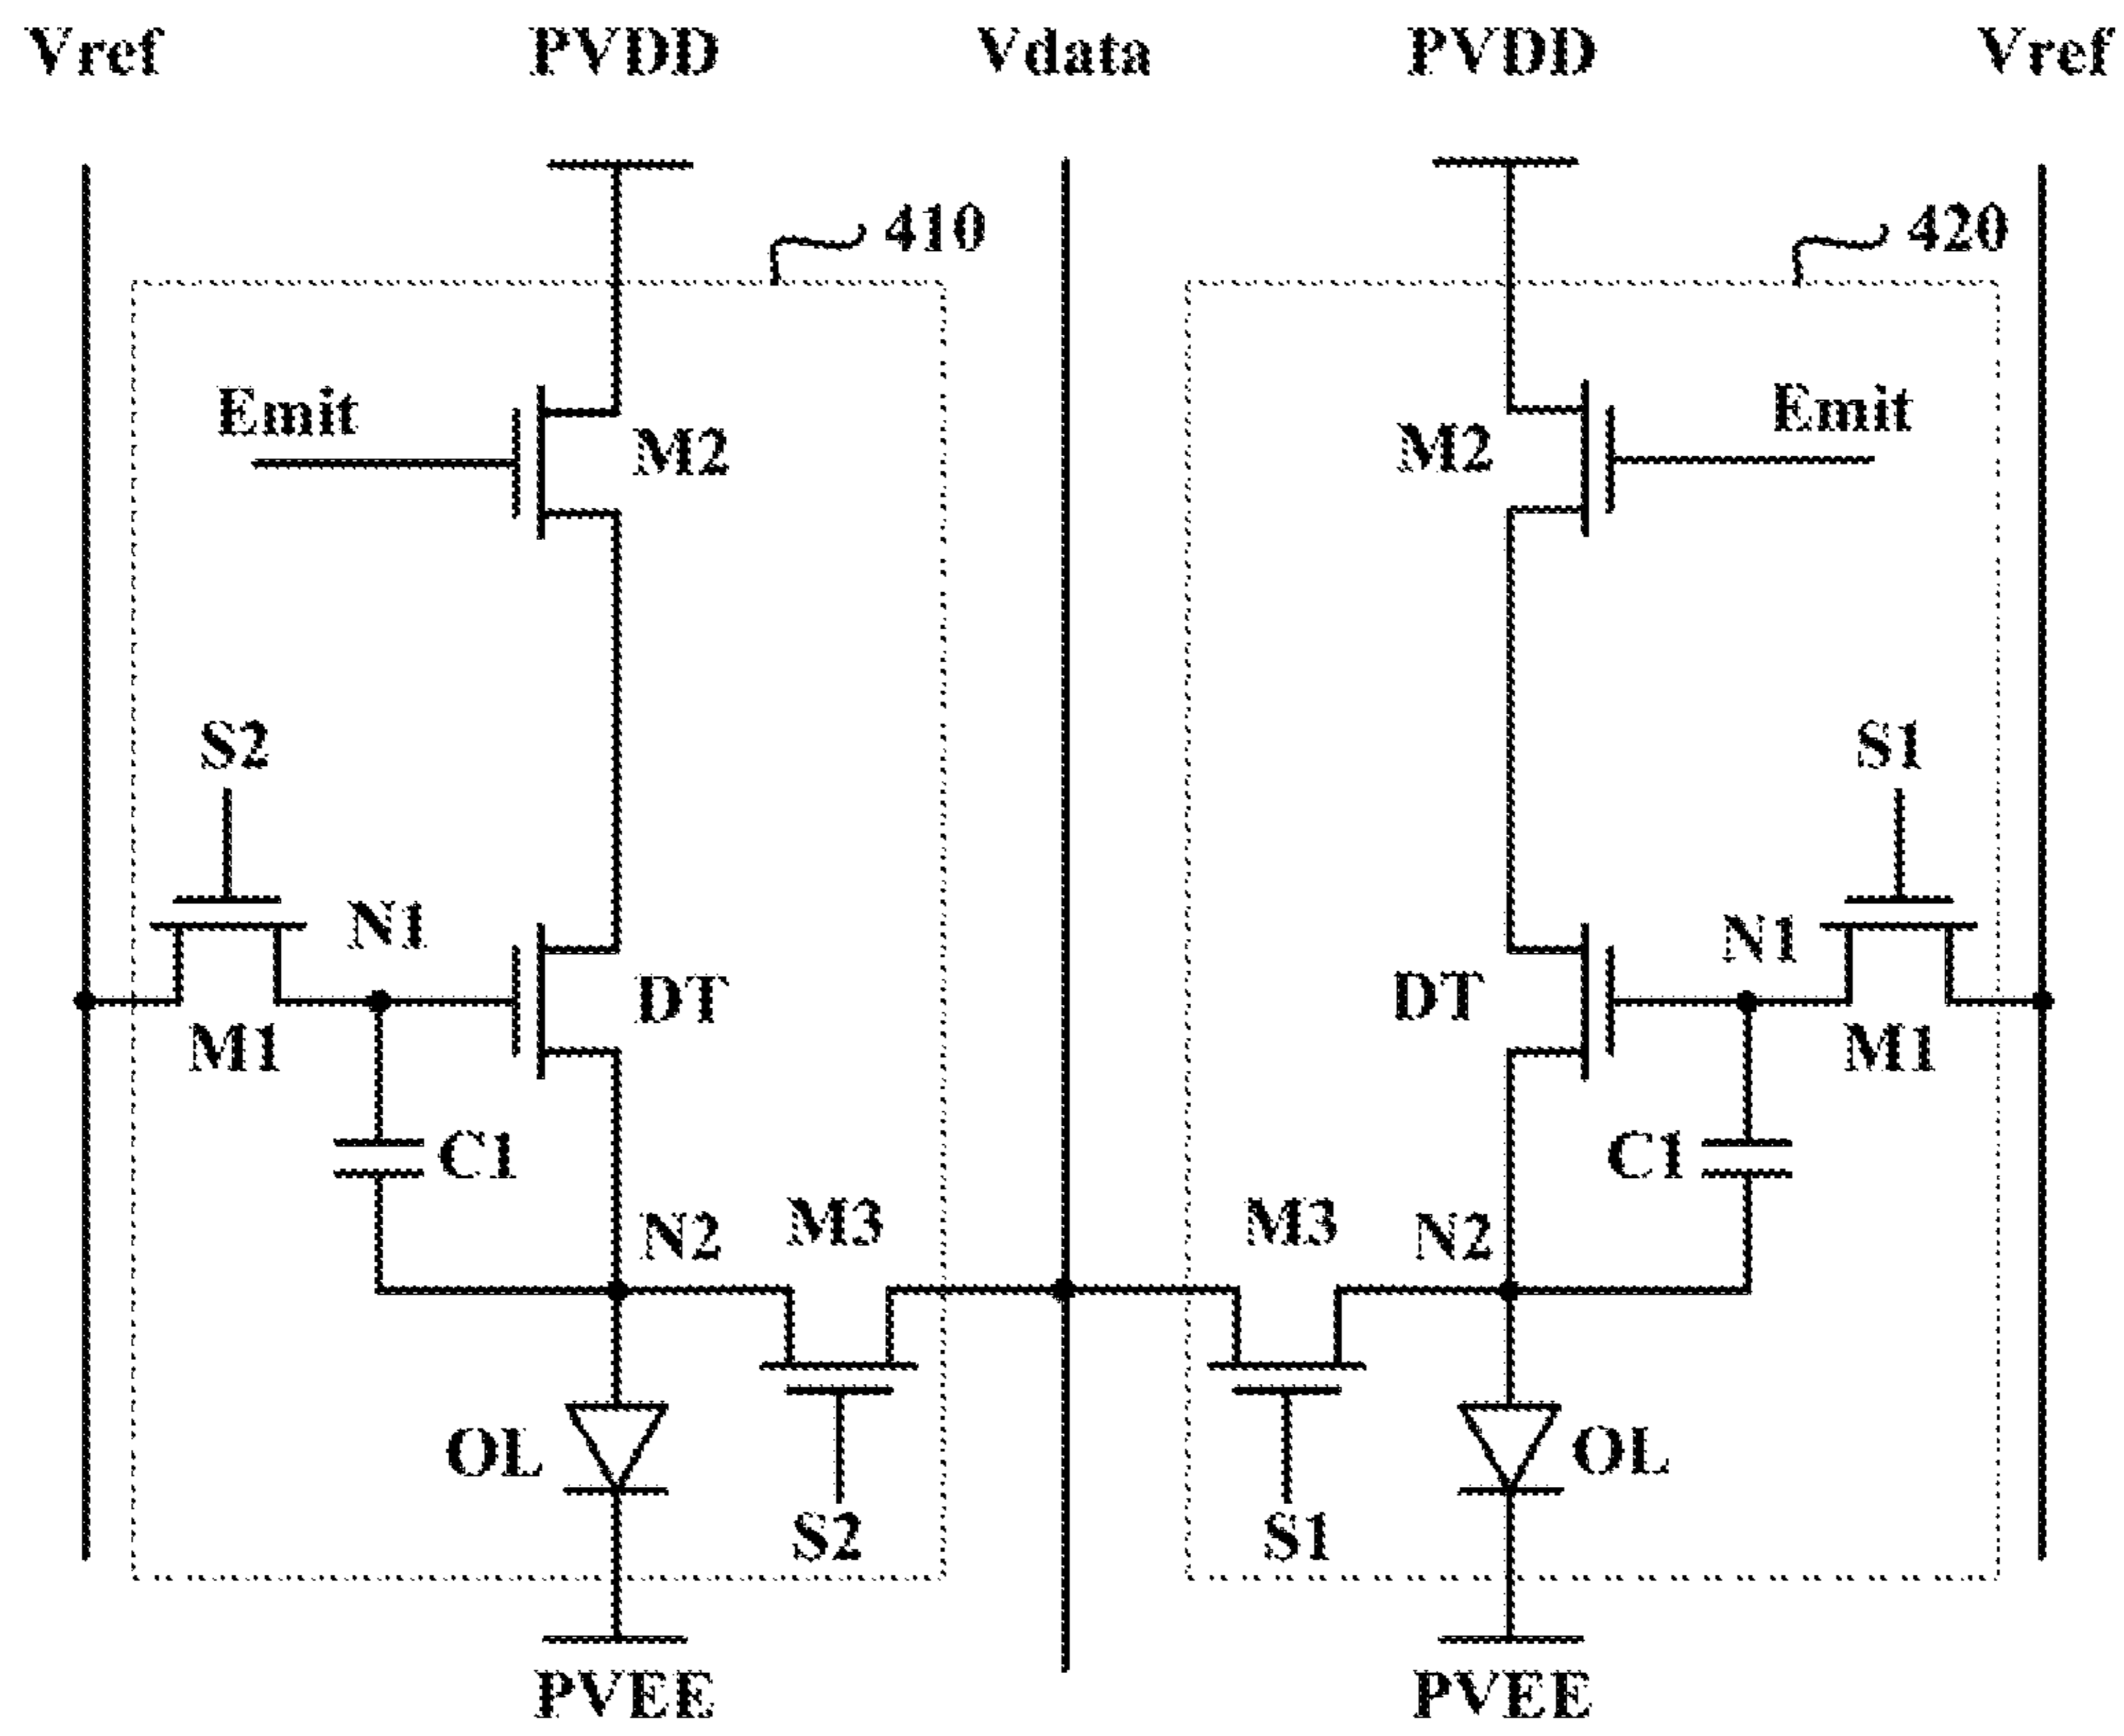 Vref PVDD Vdata PVDD Vref
410 420
Emit M2 M2 Emit
S2 S1
N1 N1
M1 DT DT M1
C1 C1
N2 M3 M3 N2
OL OL
S2 S1
PVEE PVEE